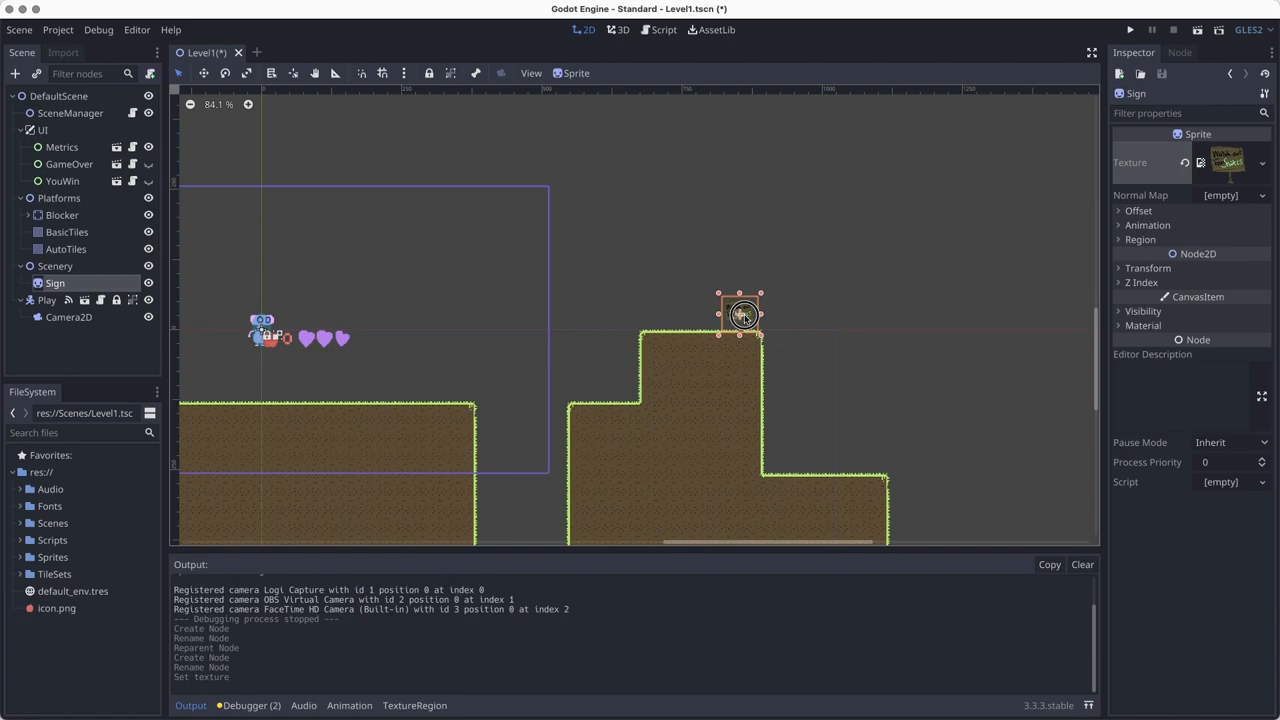 Godot Engine - Standard - Level1.tscn (*)
Scene Project Debug Editor Help
2D 3D Script AssetLib
GLES2
Scene Import
Level1(*)
Inspector Node
Filter nodes
View Sprite
84.1 %
0 250 500 750 1000 1250
DefaultScene
SceneManager
UI
Metrics
GameOver
YouWin
Platforms
Blocker
BasicTiles
AutoTiles
Scenery
Sign
Play
Camera2D
Sign
Filter properties
Sprite
Texture
Normal Map [empty]
Offset
Animation
Region
Node2D
Transform
Z Index
CanvasItem
Visibility
Material
Node
Editor Description
Pause Mode Inherit
Process Priority 0
Script [empty]
FileSystem
res://Scenes/Level1.tsc
Search files
Favorites:
res://
Audio
Fonts
Scenes
Scripts
Sprites
TileSets
default_env.tres
icon.png
Output:
Copy Clear
Registered camera Logi Capture with id 1 position 0 at index 0
Registered camera OBS Virtual Camera with id 2 position 0 at index 1
Registered camera FaceTime HD Camera (Built-in) with id 3 position 0 at index 2
--- Debugging process stopped ---
Create Node
Rename Node
Reparent Node
Create Node
Rename Node
Set texture
Output Debugger (2) Audio Animation TextureRegion
3.3.3.stable